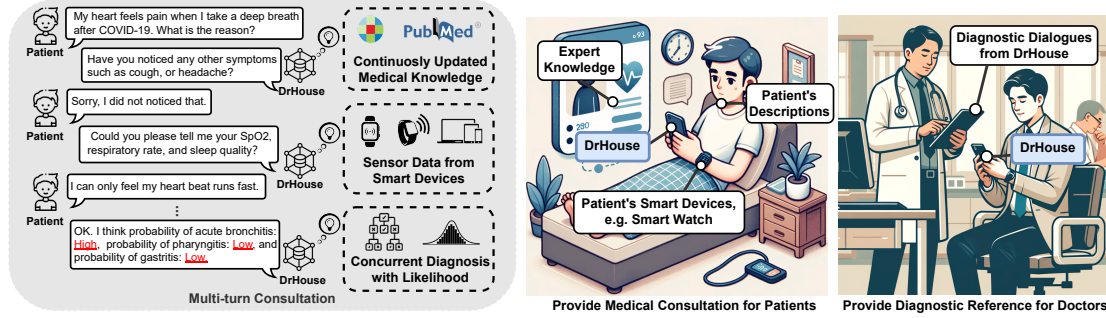 My heart feels pain when I take a deep breath
after COVID-19. What is the reason?
Patient
Have you noticed any other symptoms
such as cough, or headache?
DrHouse
Sorry, I did not noticed that.
Patient
Could you please tell me your SpO2,
respiratory rate, and sleep quality?
DrHouse
I can only feel my heart beat runs fast.
Patient
OK. I think probability of acute bronchitis:
High, probability of pharyngitis: Low, and
probability of gastritis: Low.
DrHouse
Multi-turn Consultation
PubMed
Continuosly Updated
Medical Knowledge
Sensor Data from
Smart Devices
Concurrent Diagnosis
with Likelihood
Expert
Knowledge
93
Patient's
Descriptions
DrHouse
Patient's Smart Devices,
e.g. Smart Watch
Provide Medical Consultation for Patients
Diagnostic Dialogues
from DrHouse
DrHouse
Provide Diagnostic Reference for Doctors